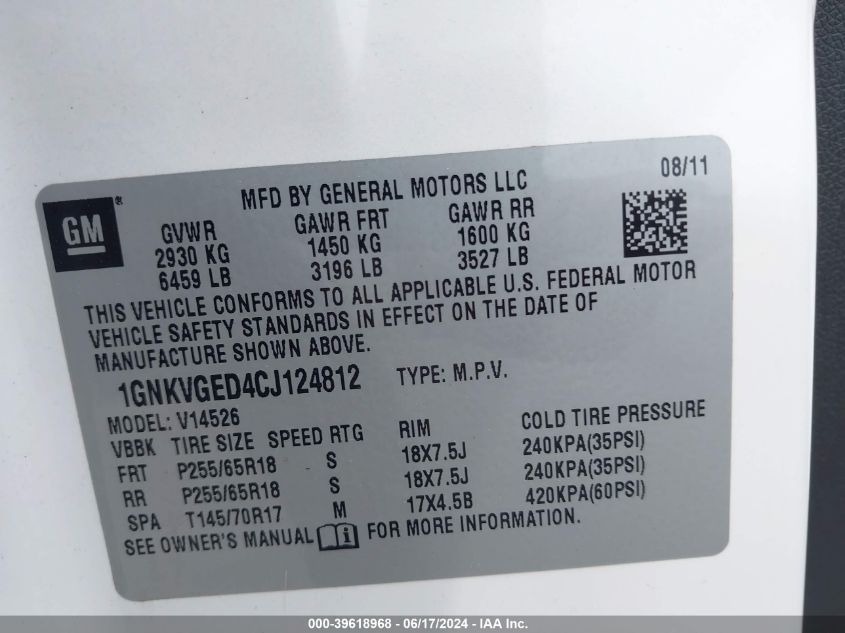 08/11
MFD BY GENERAL MOTORS LLC
GM®
GVWR GAWR FRT GAWR RR
2930 KG 1450 KG 1600 KG
6459 LB 3196 LB 3527 LB
THIS VEHICLE CONFORMS TO ALL APPLICABLE U.S. FEDERAL MOTOR
VEHICLE SAFETY STANDARDS IN EFFECT ON THE DATE OF
MANUFACTURE SHOWN ABOVE.
1GNKVGED4CJ124812 TYPE: M.P.V.
MODEL: V14526
VBBK TIRE SIZE SPEED RTG RIM COLD TIRE PRESSURE
FRT P255/65R18 S 18X7.5J 240KPA(35PSI)
RR P255/65R18 S 18X7.5J 240KPA(35PSI)
SPA T145/70R17 M 17X4.5B 420KPA(60PSI)
SEE OWNER'S MANUAL i FOR MORE INFORMATION.
000-39618968 - 06/17/2024 - IAA Inc.